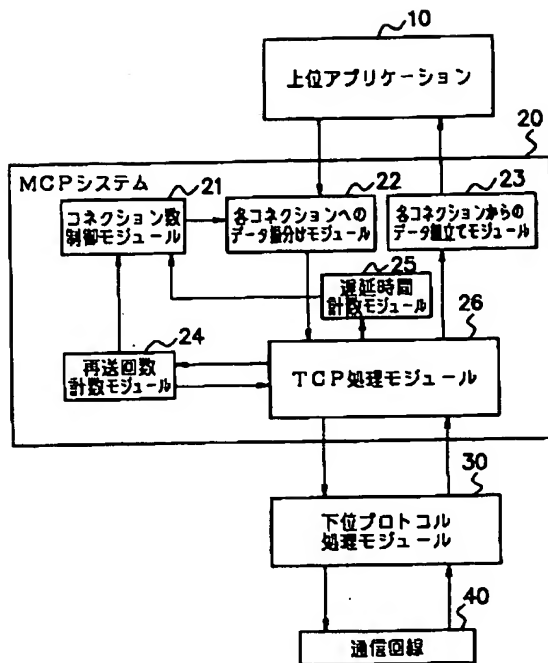 10
上位アプリケーション
20
MCPシステム
21
コネクション数
制御モジュール
22
各コネクションへの
データ振分けモジュール
23
各コネクションからの
データ組立てモジュール
25
遅延時間
計数モジュール
24
再送回数
計数モジュール
26
TCP処理モジュール
30
下位プロトコル
処理モジュール
40
通信回線